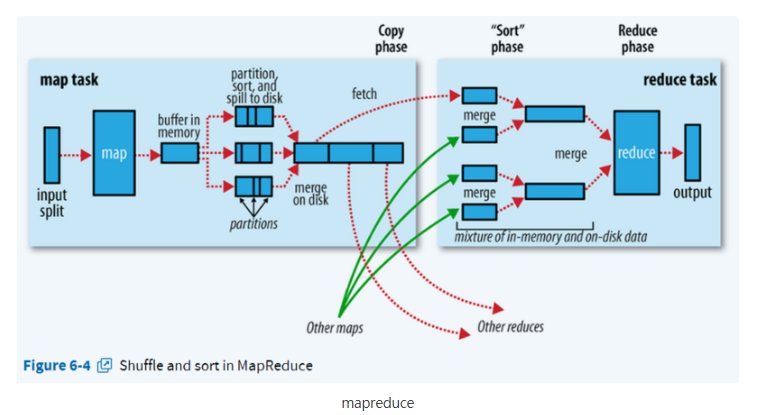 Copy
phase
"Sort"
phase
Reduce
phase
map task
partition,
sort, and
spill to disk
fetch
reduce task
buffer in
memory
merge
map
merge
reduce
input
split
merge
on disk
merge
output
partitions
mixture of in-memory and on-disk data
Other maps
Other reduces
Figure 6-4 Shuffle and sort in MapReduce
mapreduce